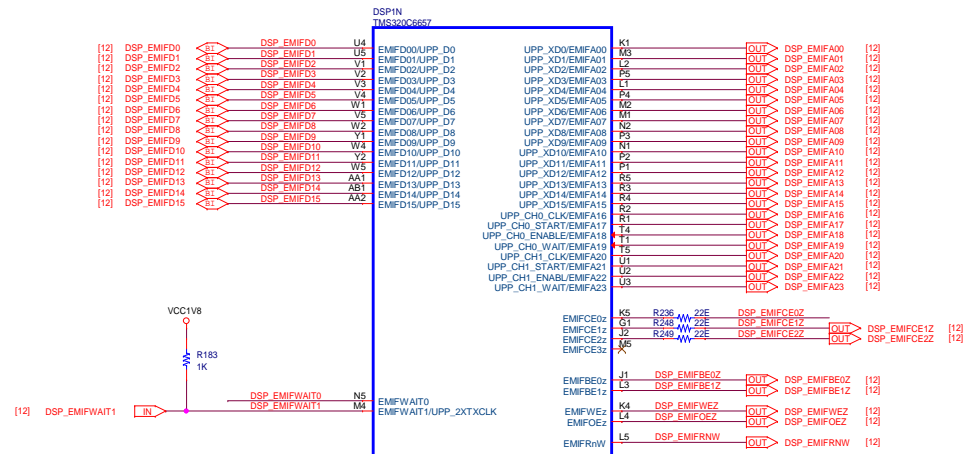 DSP1N
TMS320C6657
[12] DSP_EMIFD0 BI DSP_EMIFD0 U4 EMIFD00/UPP_D0 UPP_XD0/EMIFA00 K1 OUT DSP_EMIFA00 [12]
[12] DSP_EMIFD1 BI DSP_EMIFD1 U5 EMIFD01/UPP_D1 UPP_XD1/EMIFA01 M3 OUT DSP_EMIFA01 [12]
[12] DSP_EMIFD2 BI DSP_EMIFD2 V1 EMIFD02/UPP_D2 UPP_XD2/EMIFA02 L2 OUT DSP_EMIFA02 [12]
[12] DSP_EMIFD3 BI DSP_EMIFD3 V2 EMIFD03/UPP_D3 UPP_XD3/EMIFA03 P5 OUT DSP_EMIFA03 [12]
[12] DSP_EMIFD4 BI DSP_EMIFD4 V3 EMIFD04/UPP_D4 UPP_XD4/EMIFA04 L1 OUT DSP_EMIFA04 [12]
[12] DSP_EMIFD5 BI DSP_EMIFD5 V4 EMIFD05/UPP_D5 UPP_XD5/EMIFA05 P4 OUT DSP_EMIFA05 [12]
[12] DSP_EMIFD6 BI DSP_EMIFD6 W1 EMIFD06/UPP_D6 UPP_XD6/EMIFA06 M2 OUT DSP_EMIFA06 [12]
[12] DSP_EMIFD7 BI DSP_EMIFD7 V5 EMIFD07/UPP_D7 UPP_XD7/EMIFA07 M1 OUT DSP_EMIFA07 [12]
[12] DSP_EMIFD8 BI DSP_EMIFD8 W2 EMIFD08/UPP_D8 UPP_XD8/EMIFA08 N2 OUT DSP_EMIFA08 [12]
[12] DSP_EMIFD9 BI DSP_EMIFD9 Y1 EMIFD09/UPP_D9 UPP_XD9/EMIFA09 P3 OUT DSP_EMIFA09 [12]
[12] DSP_EMIFD10 BI DSP_EMIFD10 W4 EMIFD10/UPP_D10 UPP_XD10/EMIFA10 N1 OUT DSP_EMIFA10 [12]
[12] DSP_EMIFD11 BI DSP_EMIFD11 Y2 EMIFD11/UPP_D11 UPP_XD11/EMIFA11 P2 OUT DSP_EMIFA11 [12]
[12] DSP_EMIFD12 BI DSP_EMIFD12 W5 EMIFD12/UPP_D12 UPP_XD12/EMIFA12 P1 OUT DSP_EMIFA12 [12]
[12] DSP_EMIFD13 BI DSP_EMIFD13 AA1 EMIFD13/UPP_D13 UPP_XD13/EMIFA13 R5 OUT DSP_EMIFA13 [12]
[12] DSP_EMIFD14 BI DSP_EMIFD14 AB1 EMIFD14/UPP_D14 UPP_XD14/EMIFA14 R3 OUT DSP_EMIFA14 [12]
[12] DSP_EMIFD15 BI DSP_EMIFD15 AA2 EMIFD15/UPP_D15 UPP_XD15/EMIFA15 R4 OUT DSP_EMIFA15 [12]
UPP_CH0_CLK/EMIFA16 R2 OUT DSP_EMIFA16 [12]
UPP_CH0_START/EMIFA17 R1 OUT DSP_EMIFA17 [12]
UPP_CH0_ENABLE/EMIFA18 T4 OUT DSP_EMIFA18 [12]
UPP_CH0_WAIT/EMIFA19 T1 OUT DSP_EMIFA19 [12]
UPP_CH1_CLK/EMIFA20 T5 OUT DSP_EMIFA20 [12]
UPP_CH1_START/EMIFA21 U1 OUT DSP_EMIFA21 [12]
UPP_CH1_ENABLE/EMIFA22 U2 OUT DSP_EMIFA22 [12]
UPP_CH1_WAIT/EMIFA23 U3 OUT DSP_EMIFA23 [12]
VCC1V8
EMIFCE0z K5 R236 22E DSP_EMIFCE0Z
EMIFCE1z G1 R248 22E DSP_EMIFCE1Z OUT DSP_EMIFCE1Z [12]
EMIFCE2z J2 R249 22E DSP_EMIFCE2Z OUT DSP_EMIFCE2Z [12]
EMIFCE3z M5
R183
1K
EMIFBE0z J1 DSP_EMIFBE0Z OUT DSP_EMIFBE0Z [12]
EMIFBE1z L3 DSP_EMIFBE1Z OUT DSP_EMIFBE1Z [12]
DSP_EMIFWAIT0 N5 EMIFWAIT0
[12] DSP_EMIFWAIT1 IN DSP_EMIFWAIT1 M4 EMIFWAIT1/UPP_2XTXCLK
EMIFWEz K4 DSP_EMIFWEZ OUT DSP_EMIFWEZ [12]
EMIFOEz L4 DSP_EMIFOEZ OUT DSP_EMIFOEZ [12]
EMIFRnW L5 DSP_EMIFRNW OUT DSP_EMIFRNW [12]